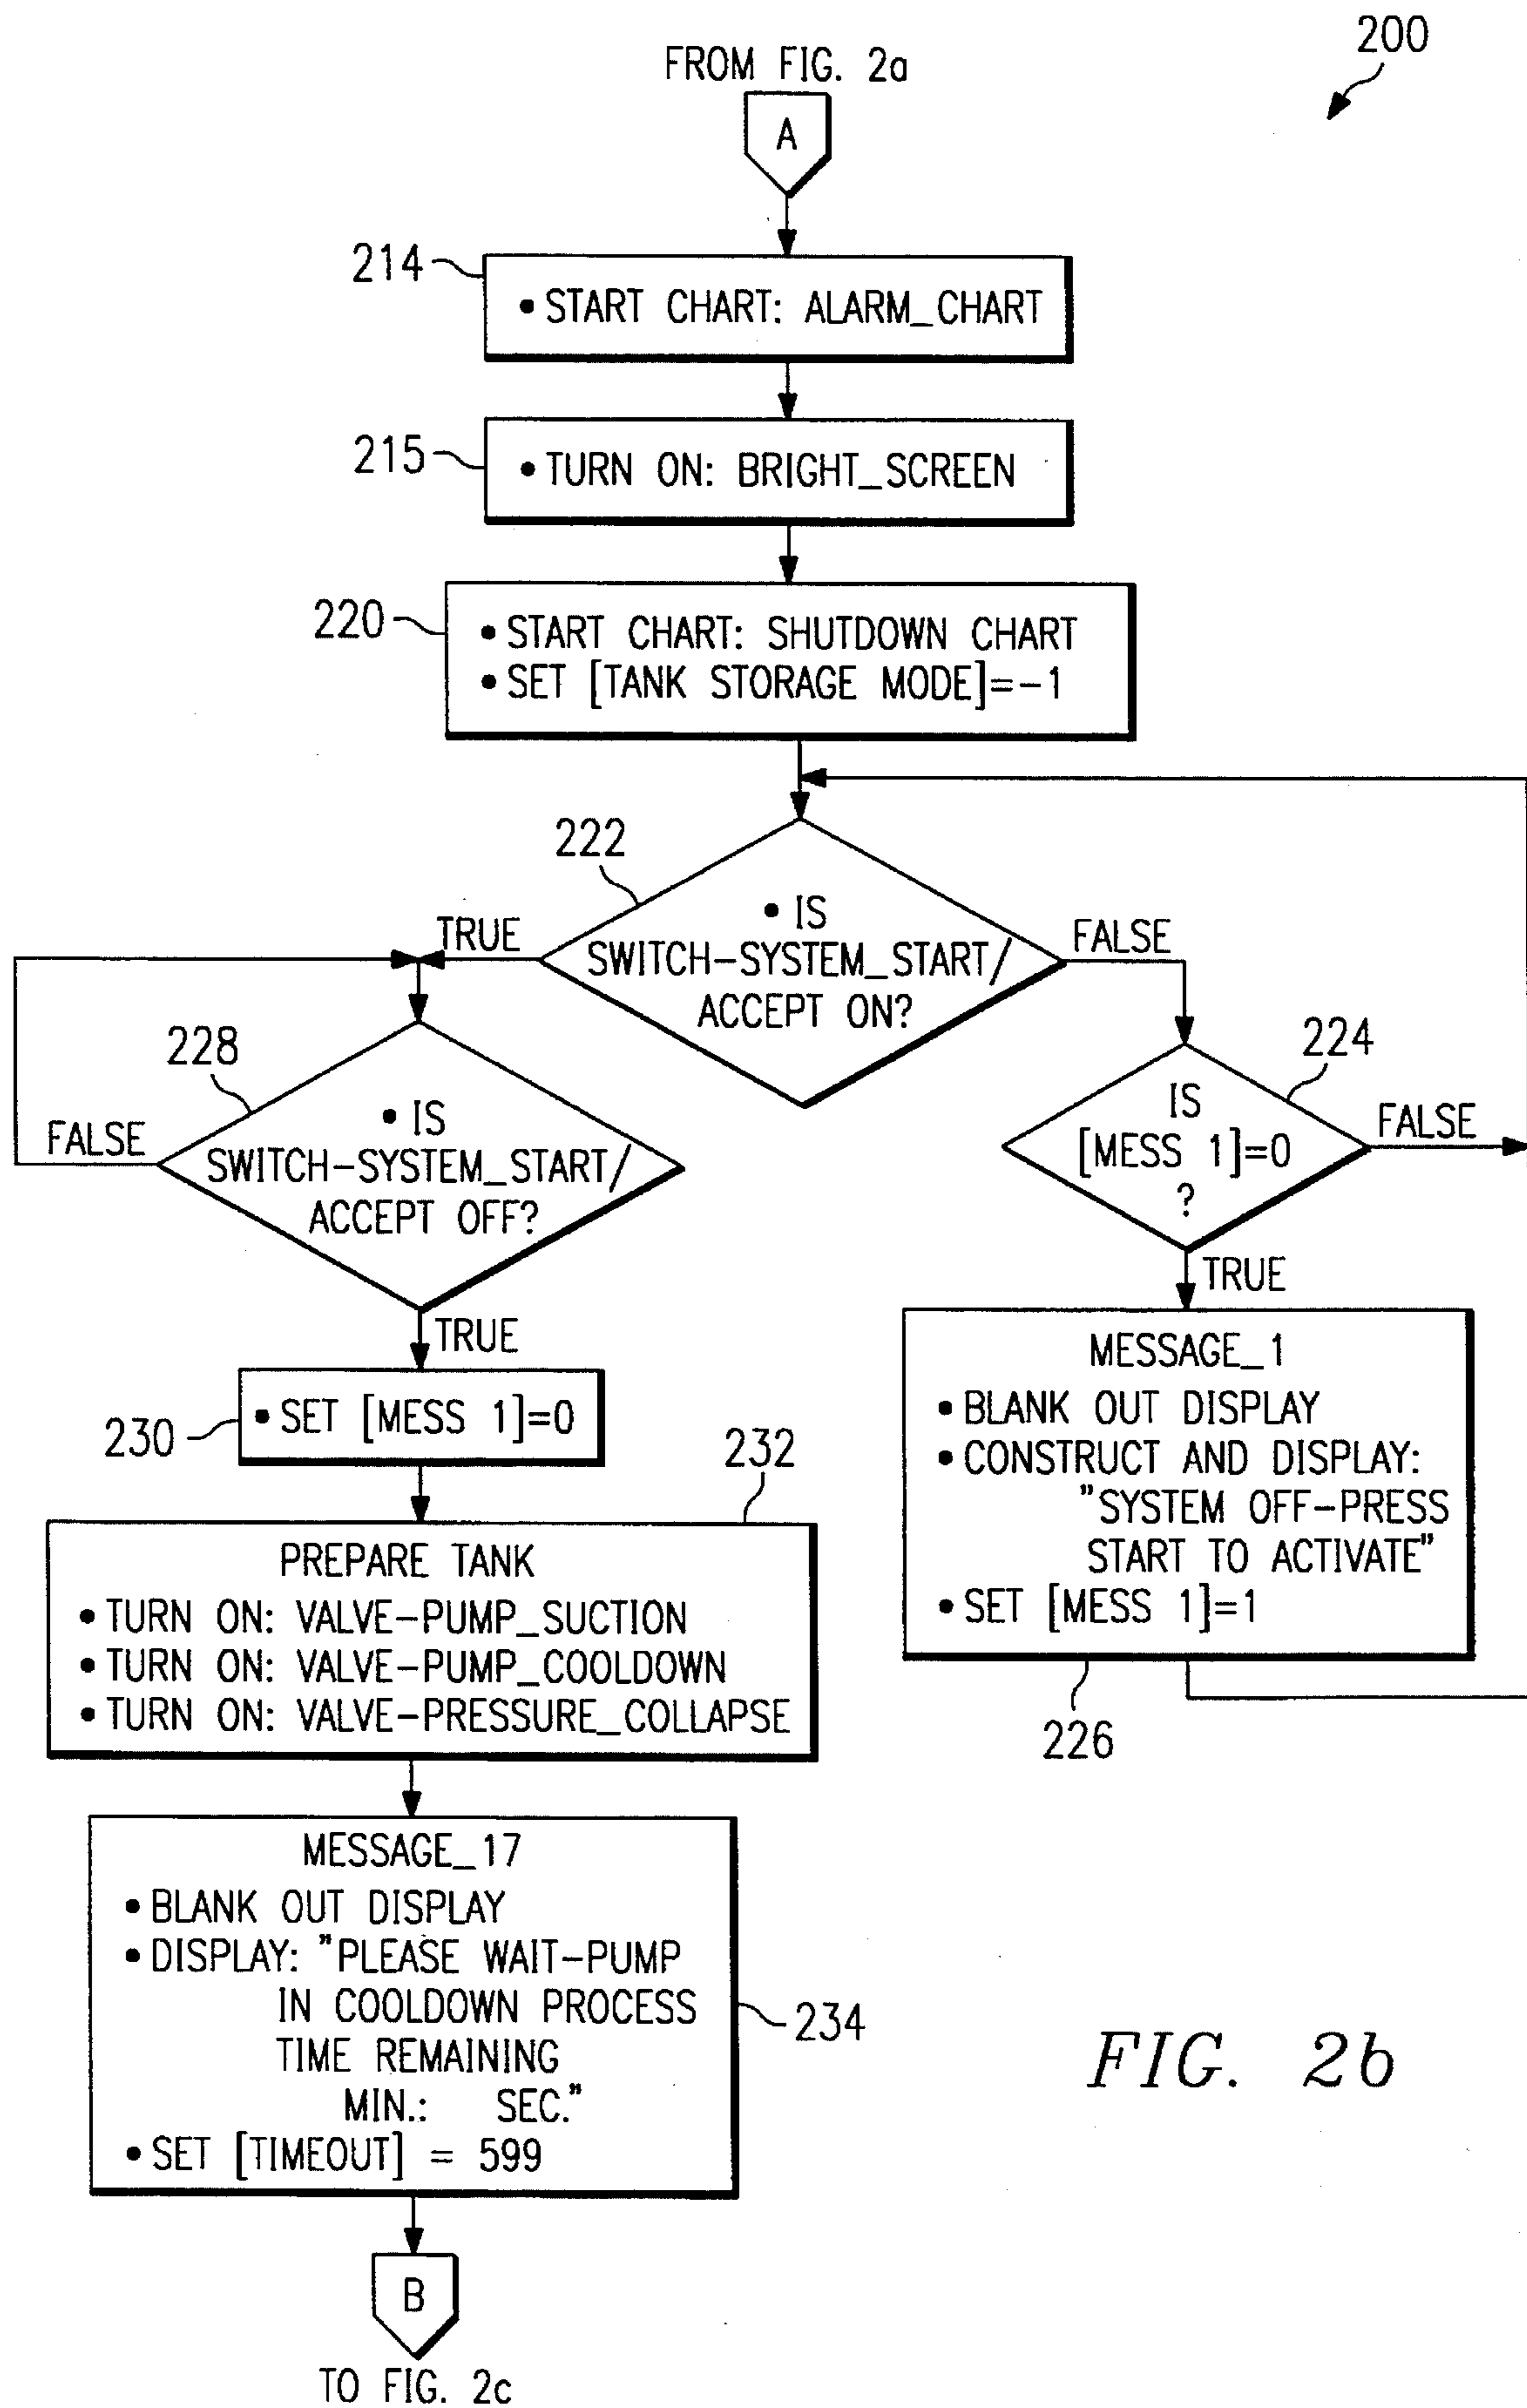 200
FROM FIG. 2a
A
214
• START CHART: ALARM_CHART
215
• TURN ON: BRIGHT_SCREEN
220
• START CHART: SHUTDOWN CHART
• SET [TANK STORAGE MODE]=-1
222
• IS
SWITCH-SYSTEM_START/
ACCEPT ON?
TRUE
FALSE
228
• IS
SWITCH-SYSTEM_START/
ACCEPT OFF?
FALSE
TRUE
224
IS
[MESS 1]=0
?
FALSE
TRUE
230
• SET [MESS 1]=0
MESSAGE_1
• BLANK OUT DISPLAY
• CONSTRUCT AND DISPLAY:
"SYSTEM OFF-PRESS
START TO ACTIVATE"
• SET [MESS 1]=1
226
232
PREPARE TANK
• TURN ON: VALVE-PUMP_SUCTION
• TURN ON: VALVE-PUMP_COOLDOWN
• TURN ON: VALVE-PRESSURE_COLLAPSE
MESSAGE_17
• BLANK OUT DISPLAY
• DISPLAY: "PLEASE WAIT-PUMP
IN COOLDOWN PROCESS
TIME REMAINING
MIN.: SEC."
• SET [TIMEOUT] = 599
234
B
TO FIG. 2c
FIG. 2b